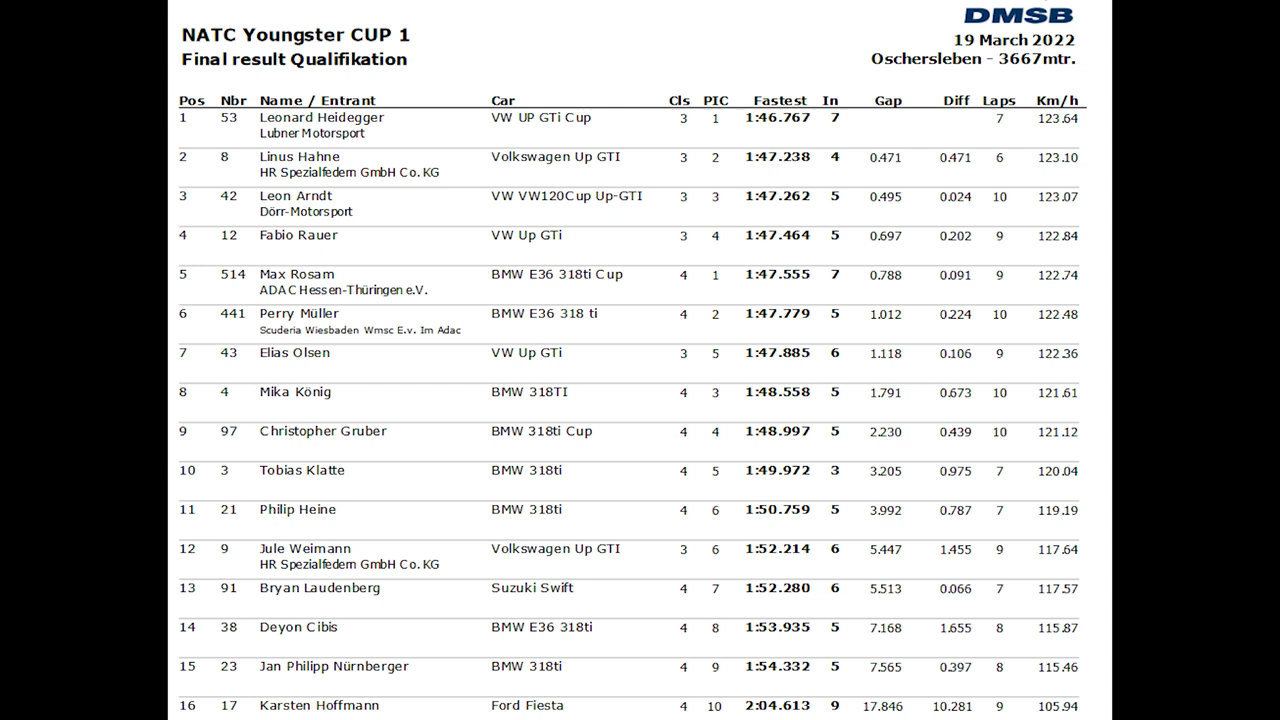 DMSB
NATC Youngster CUP 1
19 March 2022
Final result Qualifikation
Oschersleben - 3667mtr.
Pos Nbr Name / Entrant Car Cls PIC Fastest In Gap Diff Laps Km/h
1 53 Leonard Heidegger VW UP GTi Cup 3 1 1:46.767 7 7 123.64
Lubner Motorsport
2 8 Linus Hahne Volkswagen Up GTI 3 2 1:47.238 4 0.471 0.471 6 123.10
HR Spezialfedern GmbH Co. KG
3 42 Leon Arndt VW VW120Cup Up-GTI 3 3 1:47.262 5 0.495 0.024 10 123.07
Dörr-Motorsport
4 12 Fabio Rauer VW Up GTi 3 4 1:47.464 5 0.697 0.202 9 122.84
5 514 Max Rosam BMW E36 318ti Cup 4 1 1:47.555 7 0.788 0.091 9 122.74
ADAC Hessen-Thüringen e.V.
6 441 Perry Müller BMW E36 318 ti 4 2 1:47.779 5 1.012 0.224 10 122.48
Scuderia Wiesbaden Wmsc E.v. Im Adac
7 43 Elias Olsen VW Up GTi 3 5 1:47.885 6 1.118 0.106 9 122.36
8 4 Mika König BMW 318TI 4 3 1:48.558 5 1.791 0.673 10 121.61
9 97 Christopher Gruber BMW 318ti Cup 4 4 1:48.997 5 2.230 0.439 10 121.12
10 3 Tobias Klatte BMW 318ti 4 5 1:49.972 3 3.205 0.975 7 120.04
11 21 Philip Heine BMW 318ti 4 6 1:50.759 5 3.992 0.787 7 119.19
12 9 Jule Weimann Volkswagen Up GTI 3 6 1:52.214 6 5.447 1.455 9 117.64
HR Spezialfedern GmbH Co. KG
13 91 Bryan Laudenberg Suzuki Swift 4 7 1:52.280 6 5.513 0.066 7 117.57
14 38 Deyon Cibis BMW E36 318ti 4 8 1:53.935 5 7.168 1.655 8 115.87
15 23 Jan Philipp Nürnberger BMW 318ti 4 9 1:54.332 5 7.565 0.397 8 115.46
16 17 Karsten Hoffmann Ford Fiesta 4 10 2:04.613 9 17.846 10.281 9 105.94